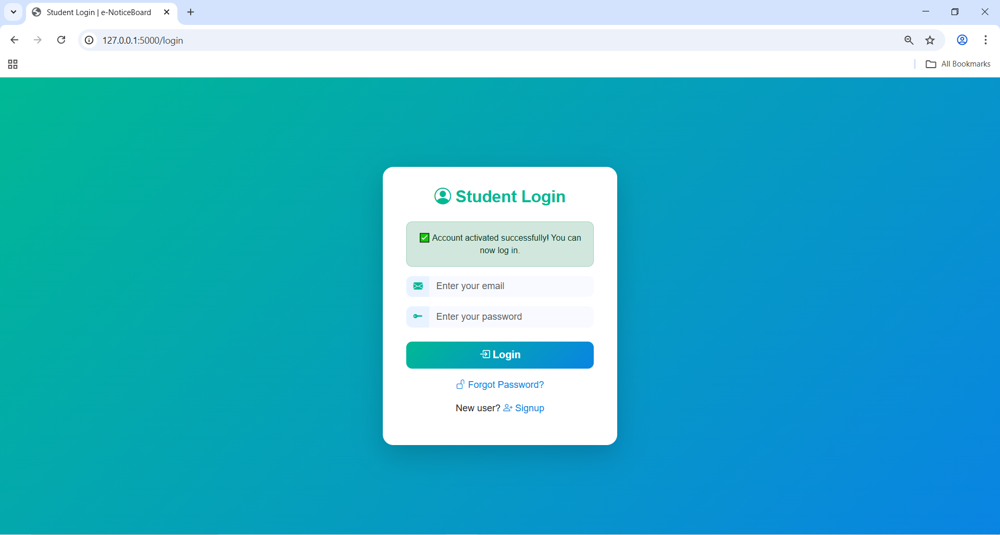 Student Login | e-NoticeBoard
127.0.0.1:5000/login
All Bookmarks
Student Login
✅ Account activated successfully! You can
now log in.
Enter your email
Enter your password
Login
Forgot Password?
New user? Signup